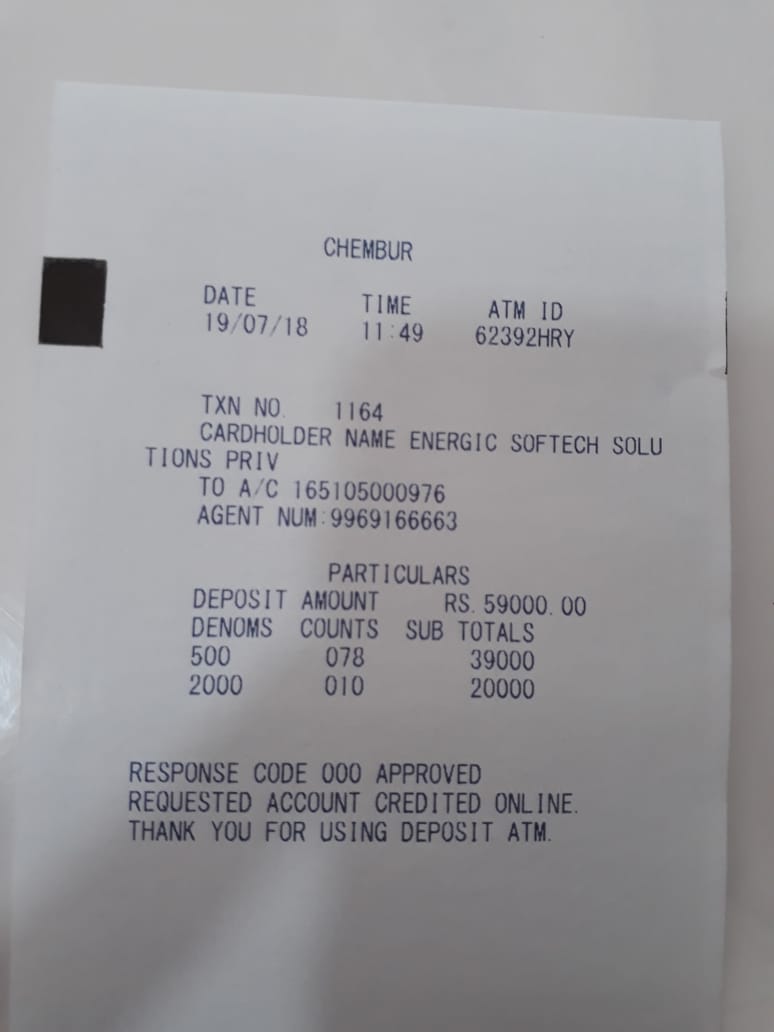 CHEMBUR
DATE TIME ATM ID
19/07/18 11:49 62392HRY
TXN NO. 1164
CARDHOLDER NAME ENERGIC SOFTECH SOLU
TIONS PRIV
TO A/C 165105000976
AGENT NUM:9969166663
PARTICULARS
DEPOSIT AMOUNT RS.59000.00
DENOMS COUNTS SUB TOTALS
500 078 39000
2000 010 20000
RESPONSE CODE 000 APPROVED
REQUESTED ACCOUNT CREDITED ONLINE.
THANK YOU FOR USING DEPOSIT ATM.